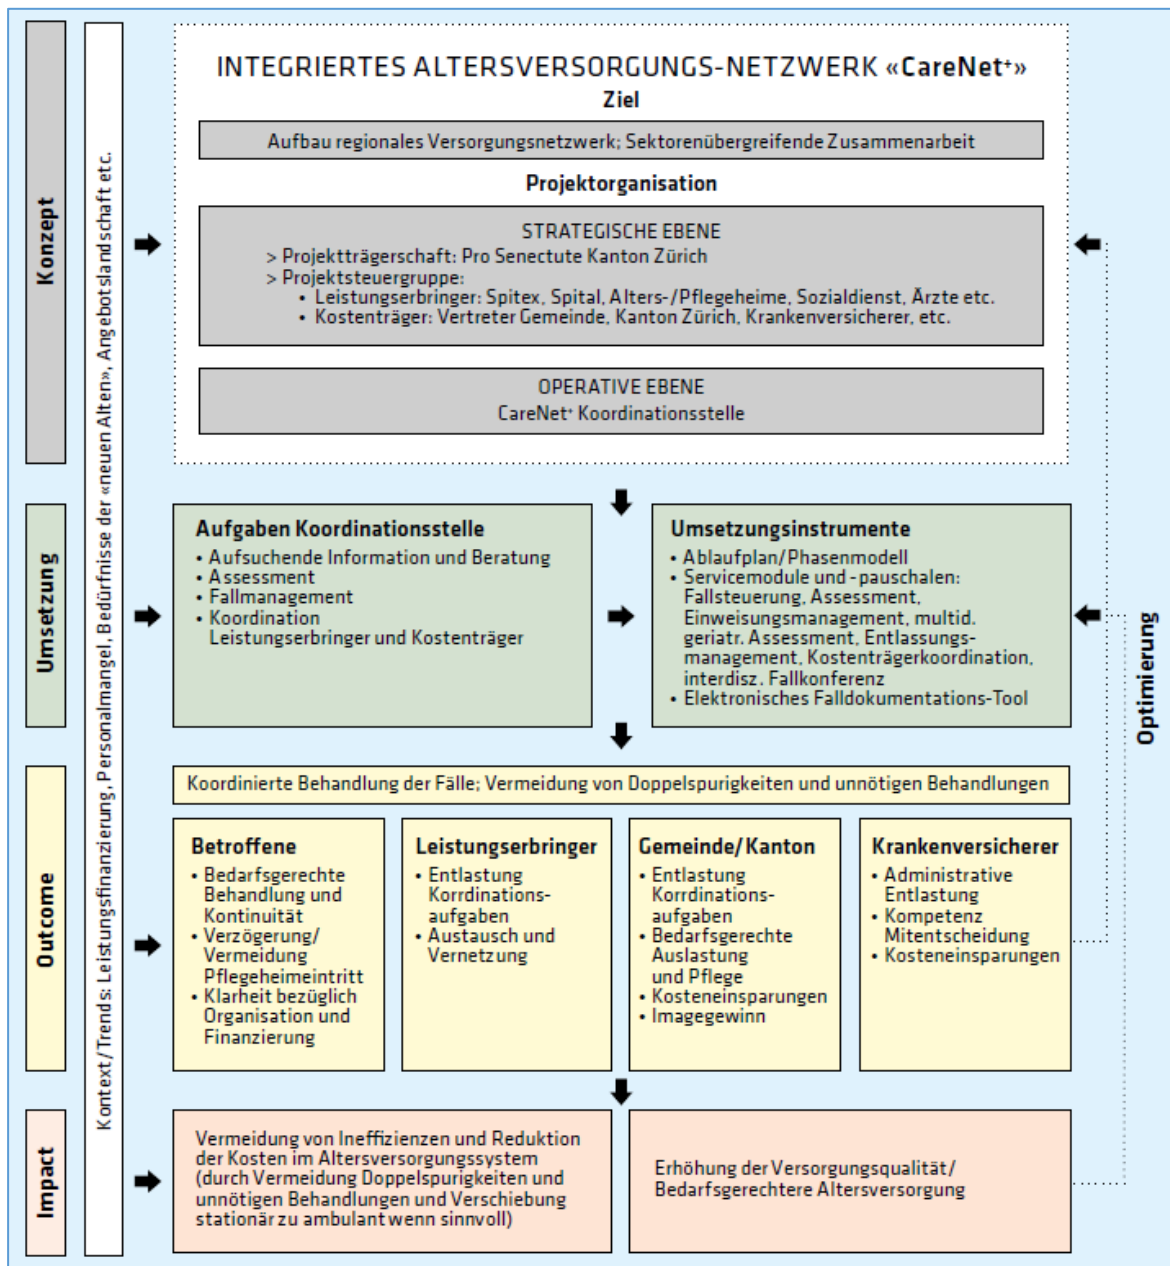 INTEGRIERTES ALTERSVERSORGUNGS-NETZWERK «CareNet⁺»
Ziel
Aufbau regionales Versorgungsnetzwerk; Sektorenübergreifende Zusammenarbeit
Projektorganisation
STRATEGISCHE EBENE
> Projektträgerschaft: Pro Senectute Kanton Zürich
> Projektsteuergruppe:
• Leistungserbringer: Spitex, Spital, Alters-/Pflegeheime, Sozialdienst, Ärzte etc.
• Kostenträger: Vertreter Gemeinde, Kanton Zürich, Krankenversicherer, etc.
OPERATIVE EBENE
CareNet⁺ Koordinationsstelle
Konzept
Kontext/Trends: Leistungsfinanzierung, Personalmangel, Bedürfnisse der «neuen Alten», Angebotslandschaft etc.
Umsetzung
Aufgaben Koordinationsstelle
• Aufsuchende Information und Beratung
• Assessment
• Fallmanagement
• Koordination
Leistungserbringer und Kostenträger
Umsetzungsinstrumente
• Ablaufplan/Phasenmodell
• Servicemodule und -pauschalen:
Fallsteuerung, Assessment,
Einweisungsmanagement, multid.
geriatr. Assessment, Entlassungs-
management, Kostenträgerkoordination,
interdisz. Fallkonferenz
• Elektronisches Falldokumentations-Tool
Optimierung
Outcome
Koordinierte Behandlung der Fälle; Vermeidung von Doppelspurigkeiten und unnötigen Behandlungen
Betroffene
• Bedarfsgerechte
Behandlung und
Kontinuität
• Verzögerung/
Vermeidung
Pflegeheimeintritt
• Klarheit bezüglich
Organisation und
Finanzierung
Leistungserbringer
• Entlastung
Korrdinations-
aufgaben
• Austausch und
Vernetzung
Gemeinde/Kanton
• Entlastung
Korrdinations-
aufgaben
• Bedarfsgerechte
Auslastung
und Pflege
• Kosteneinsparungen
• Imagegewinn
Krankenversicherer
• Administrative
Entlastung
• Kompetenz
Mitentscheidung
• Kosteneinsparungen
Impact
Vermeidung von Ineffizienzen und Reduktion
der Kosten im Altersversorgungssystem
(durch Vermeidung Doppelspurigkeiten und
unnötigen Behandlungen und Verschiebung
stationär zu ambulant wenn sinnvoll)
Erhöhung der Versorgungsqualität/
Bedarfsgerechtere Altersversorgung